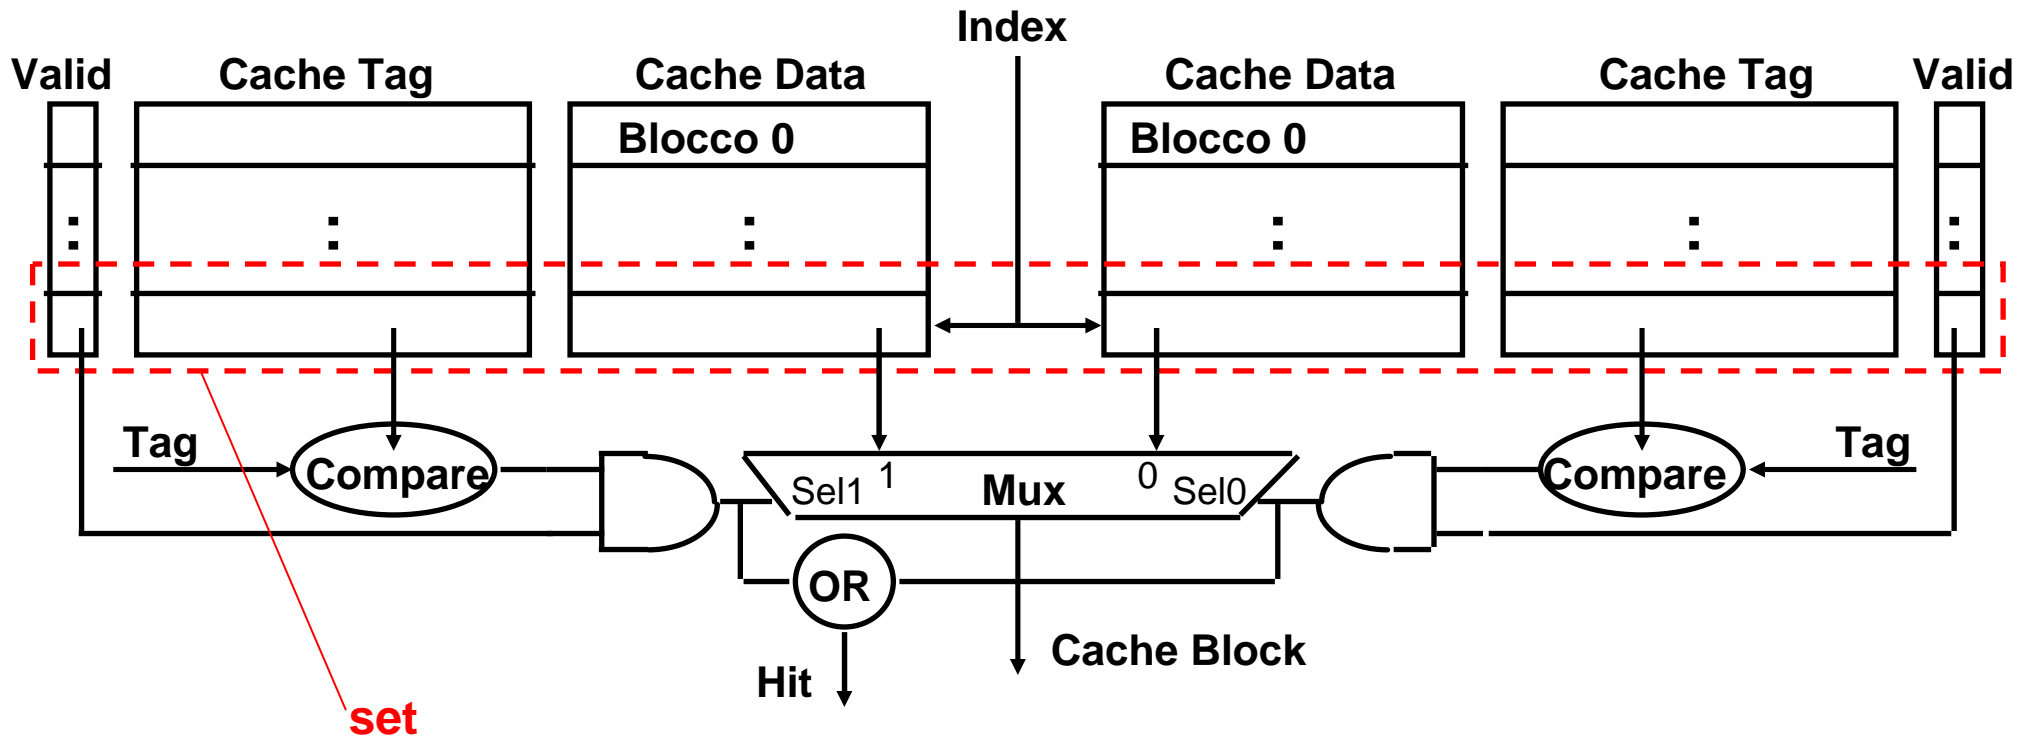 Index
Valid Cache Tag Cache Data Cache Data Cache Tag Valid
Blocco 0 Blocco 0
: : : : : :
Tag Compare Sel1 1 Mux 0 Sel0 Compare Tag
OR
Cache Block
Hit
set